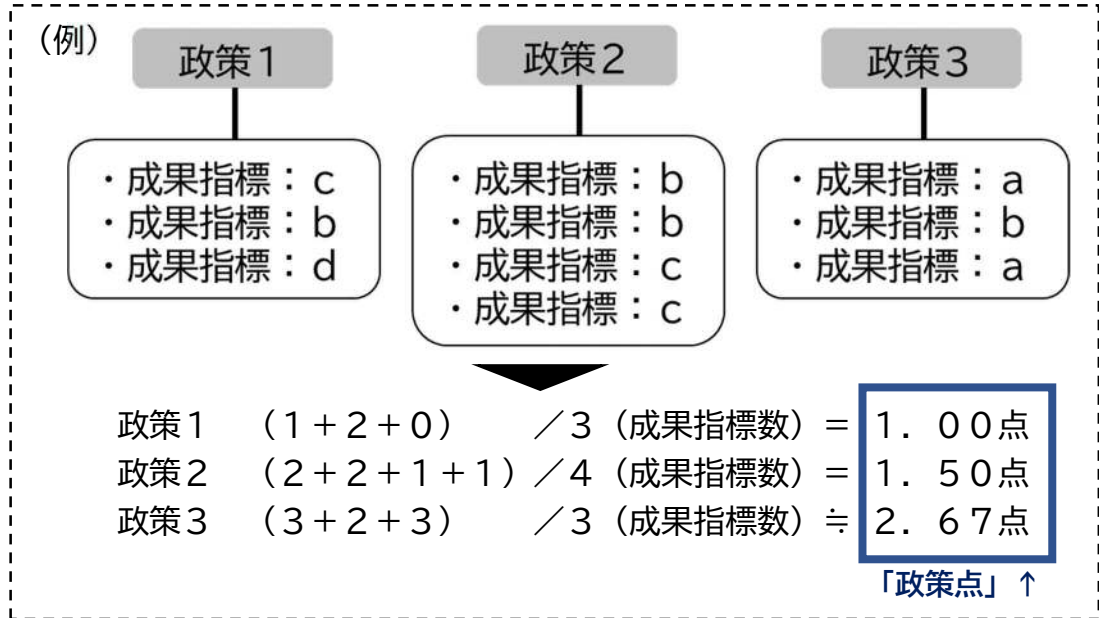 (例)
政策1 政策2 政策3
・成果指標：c ・成果指標：b ・成果指標：a
・成果指標：b ・成果指標：b ・成果指標：b
・成果指標：d ・成果指標：c ・成果指標：a
・成果指標：c
政策1 (1+2+0) ／3 (成果指標数) = 1．00点
政策2 (2+2+1+1)／4 (成果指標数) = 1．50点
政策3 (3+2+3) ／3 (成果指標数) ≒ 2．67点
「政策点」↑